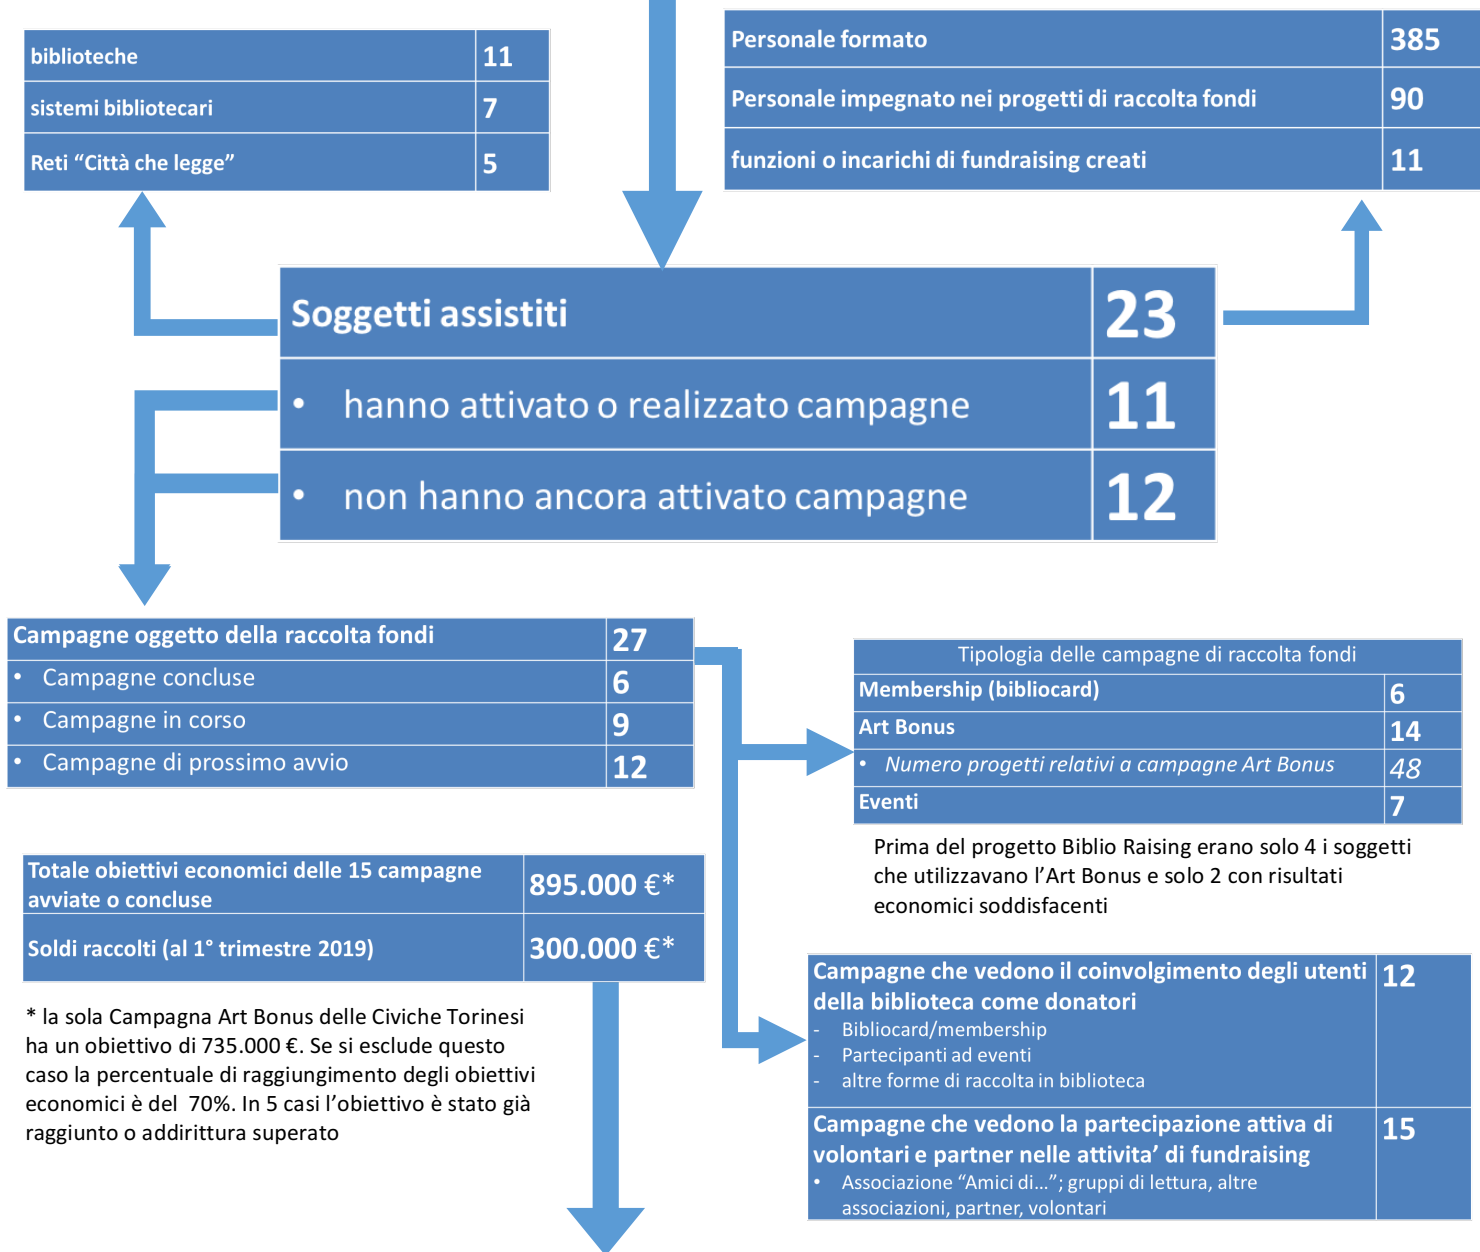 biblioteche 11
sistemi bibliotecari 7
Reti “Città che legge” 5
Personale formato 385
Personale impegnato nei progetti di raccolta fondi 90
funzioni o incarichi di fundraising creati 11
Soggetti assistiti 23
• hanno attivato o realizzato campagne 11
• non hanno ancora attivato campagne 12
Campagne oggetto della raccolta fondi 27
• Campagne concluse 6
• Campagne in corso 9
• Campagne di prossimo avvio 12
Tipologia delle campagne di raccolta fondi
Membership (bibliocard) 6
Art Bonus 14
• Numero progetti relativi a campagne Art Bonus 48
Eventi 7
Prima del progetto Biblio Raising erano solo 4 i soggetti
che utilizzavano l’Art Bonus e solo 2 con risultati
economici soddisfacenti
Totale obiettivi economici delle 15 campagne
avviate o concluse 895.000 €*
Soldi raccolti (al 1° trimestre 2019) 300.000 €*
* la sola Campagna Art Bonus delle Civiche Torinesi
ha un obiettivo di 735.000 €. Se si esclude questo
caso la percentuale di raggiungimento degli obiettivi
economici è del 70%. In 5 casi l’obiettivo è stato già
raggiunto o addirittura superato
Campagne che vedono il coinvolgimento degli utenti 12
della biblioteca come donatori
- Bibliocard/membership
- Partecipanti ad eventi
- altre forme di raccolta in biblioteca
Campagne che vedono la partecipazione attiva di 15
volontari e partner nelle attivita’ di fundraising
• Associazione “Amici di…”; gruppi di lettura, altre
associazioni, partner, volontari